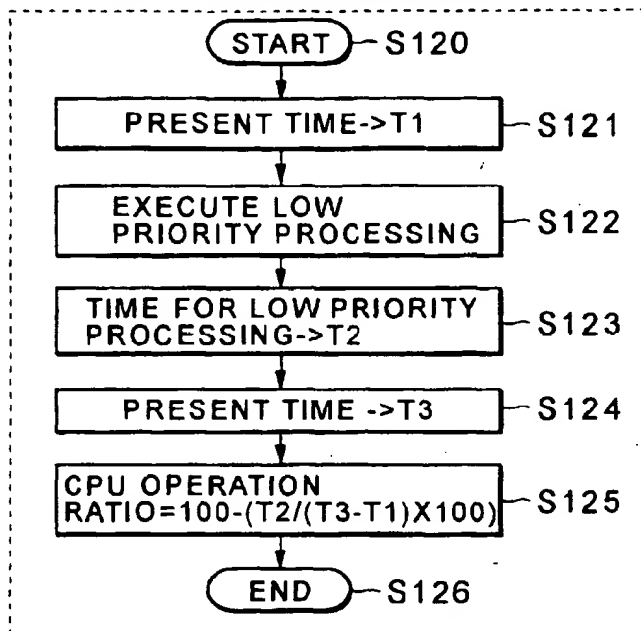 START S120
PRESENT TIME->T1 S121
EXECUTE LOW
PRIORITY PROCESSING S122
TIME FOR LOW PRIORITY
PROCESSING->T2 S123
PRESENT TIME ->T3 S124
CPU OPERATION
RATIO=100-(T2/(T3-T1)X100) S125
END S126